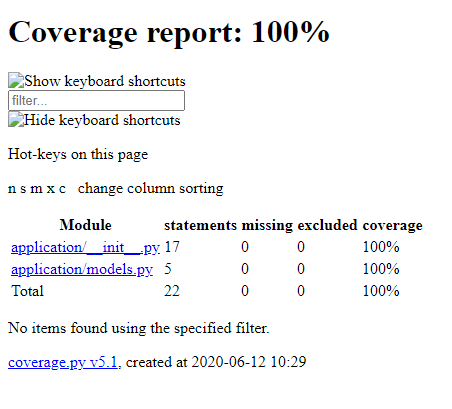 Coverage report: 100%
Show keyboard shortcuts
filter...
Hide keyboard shortcuts
Hot-keys on this page
n s m x c   change column sorting
Module statements missing excluded coverage
application/__init__.py 17 0 0 100%
application/models.py 5 0 0 100%
Total 22 0 0 100%
No items found using the specified filter.
coverage.py v5.1, created at 2020-06-12 10:29